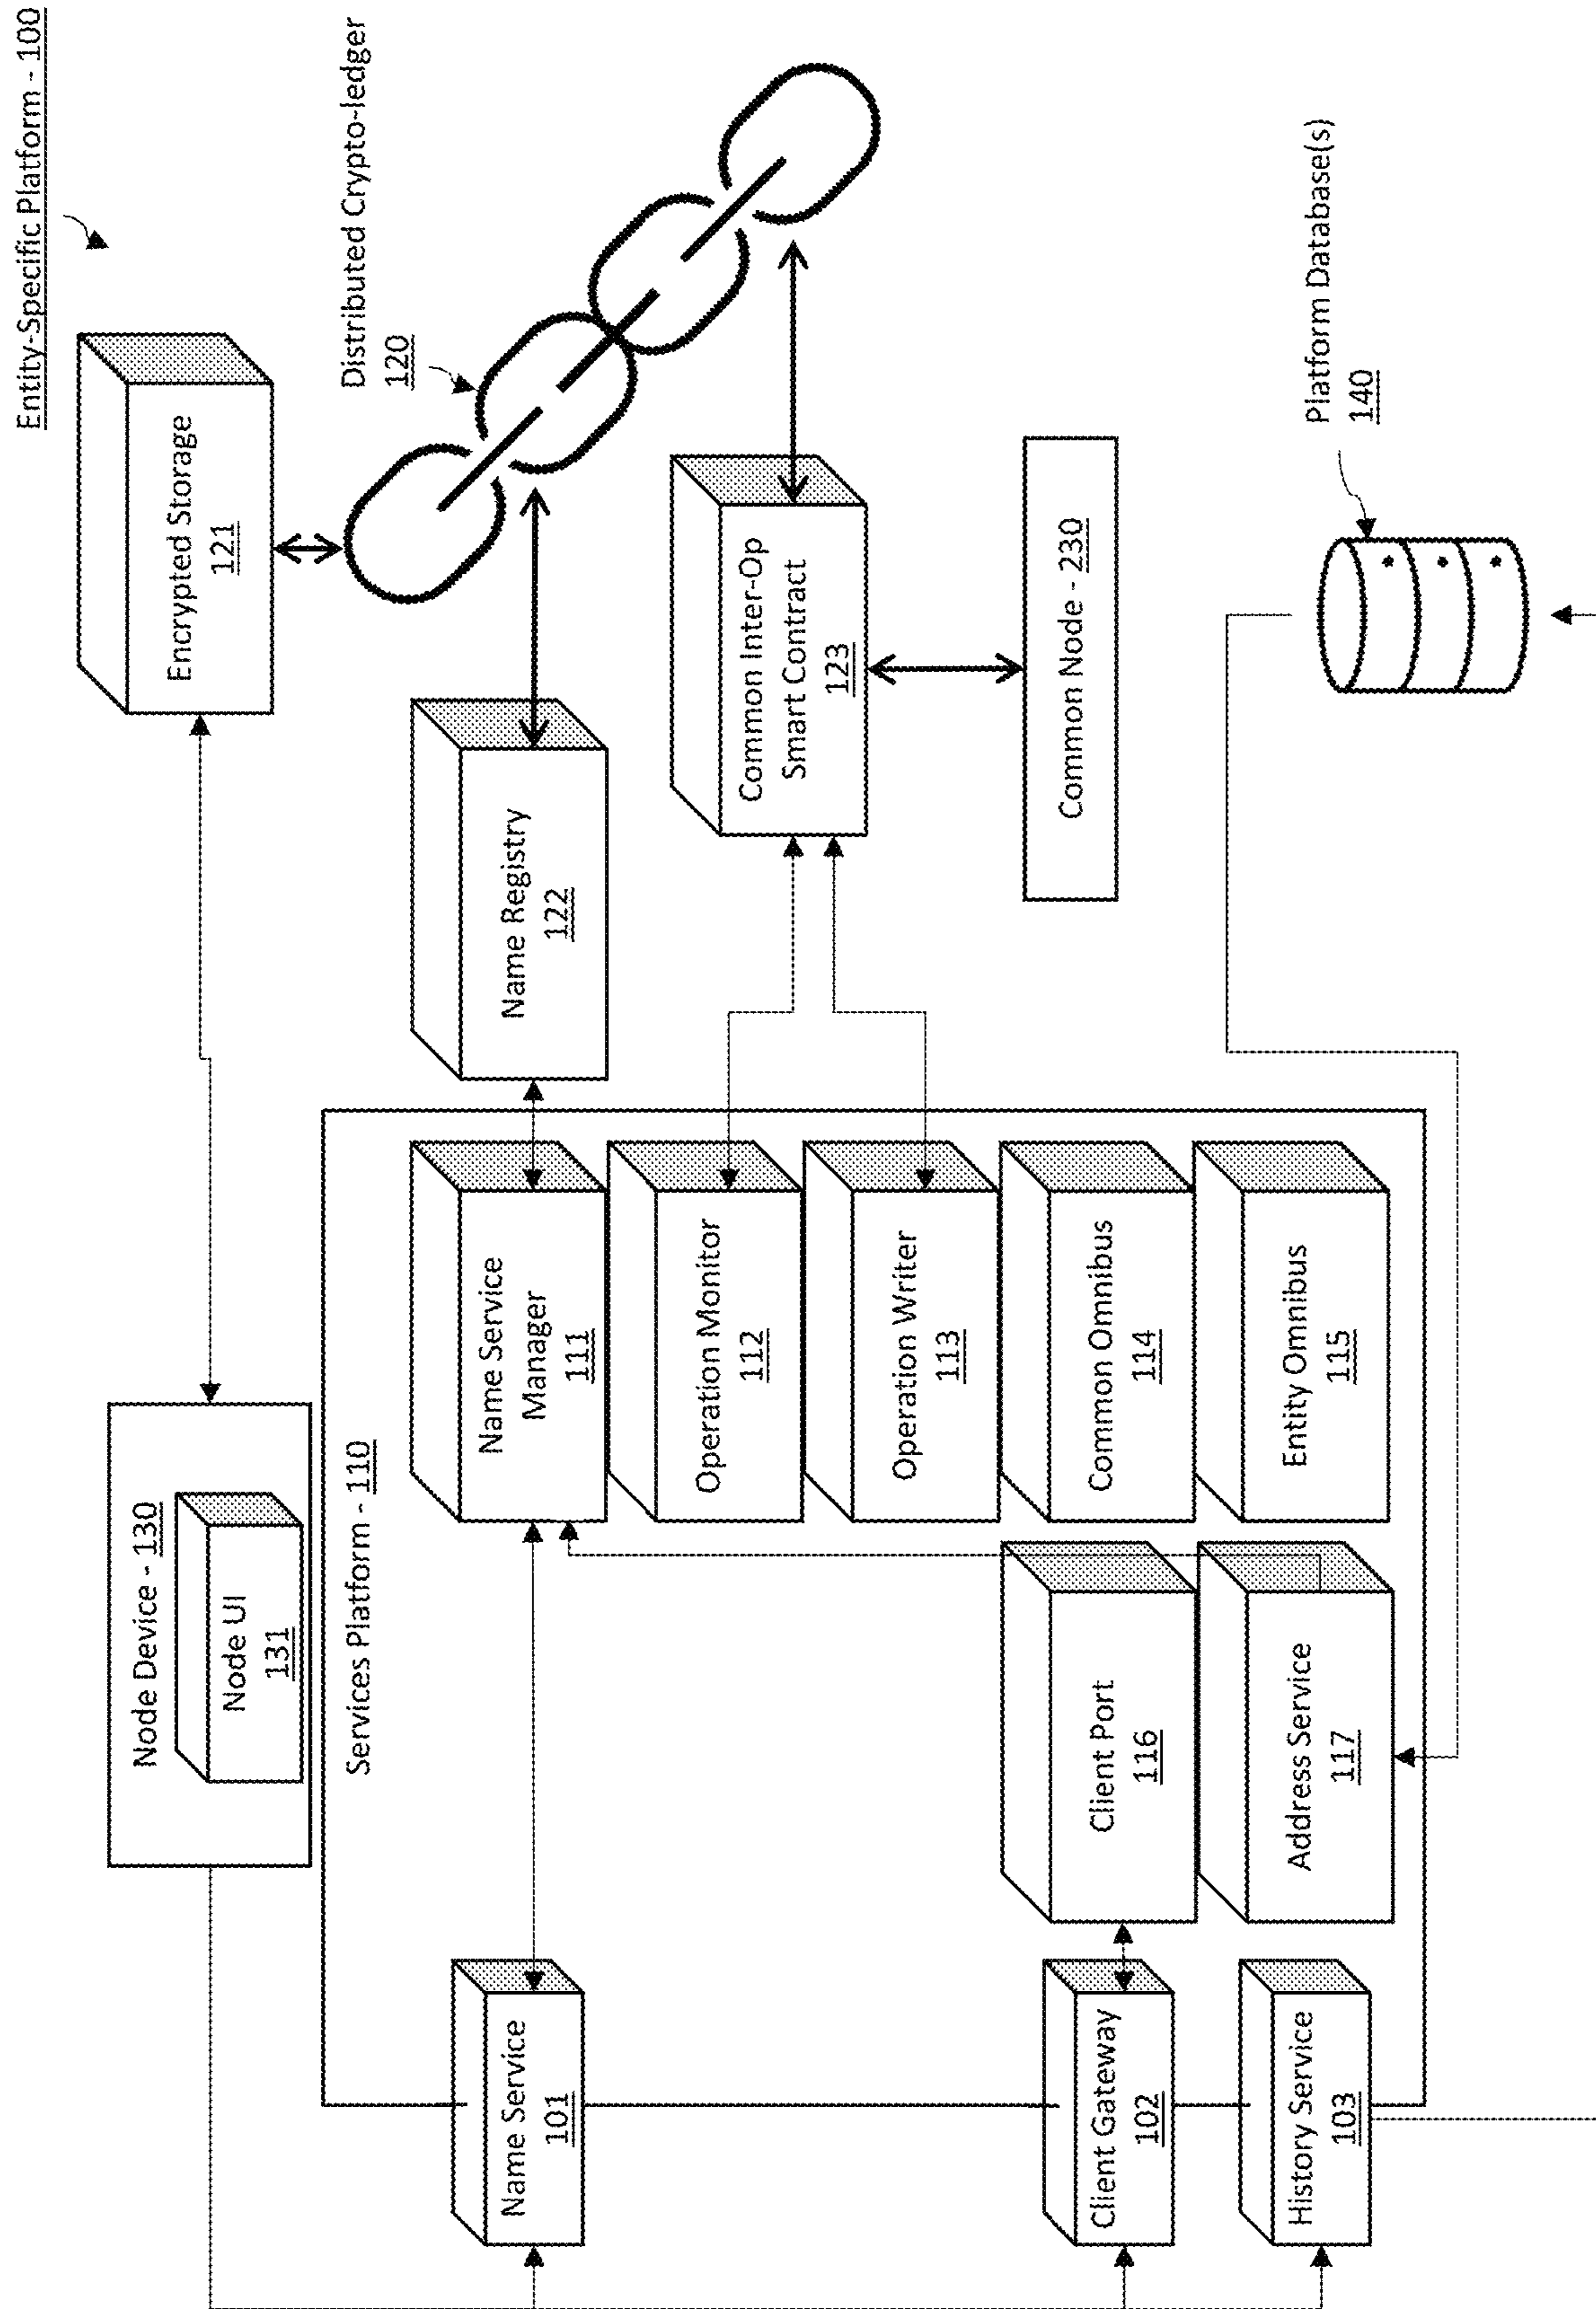 Entity-Specific Platform - 100
Node Device - 130
Node UI
131
Encrypted Storage
121
Distributed Crypto-ledger
120
Services Platform - 110
Name Service
101
Name Service
Manager
111
Name Registry
122
Operation Monitor
112
Operation Writer
113
Common Inter-Op
Smart Contract
123
Common Node - 230
Client Gateway
102
Client Port
116
Common Omnibus
114
History Service
103
Address Service
117
Entity Omnibus
115
Platform Database(s)
140